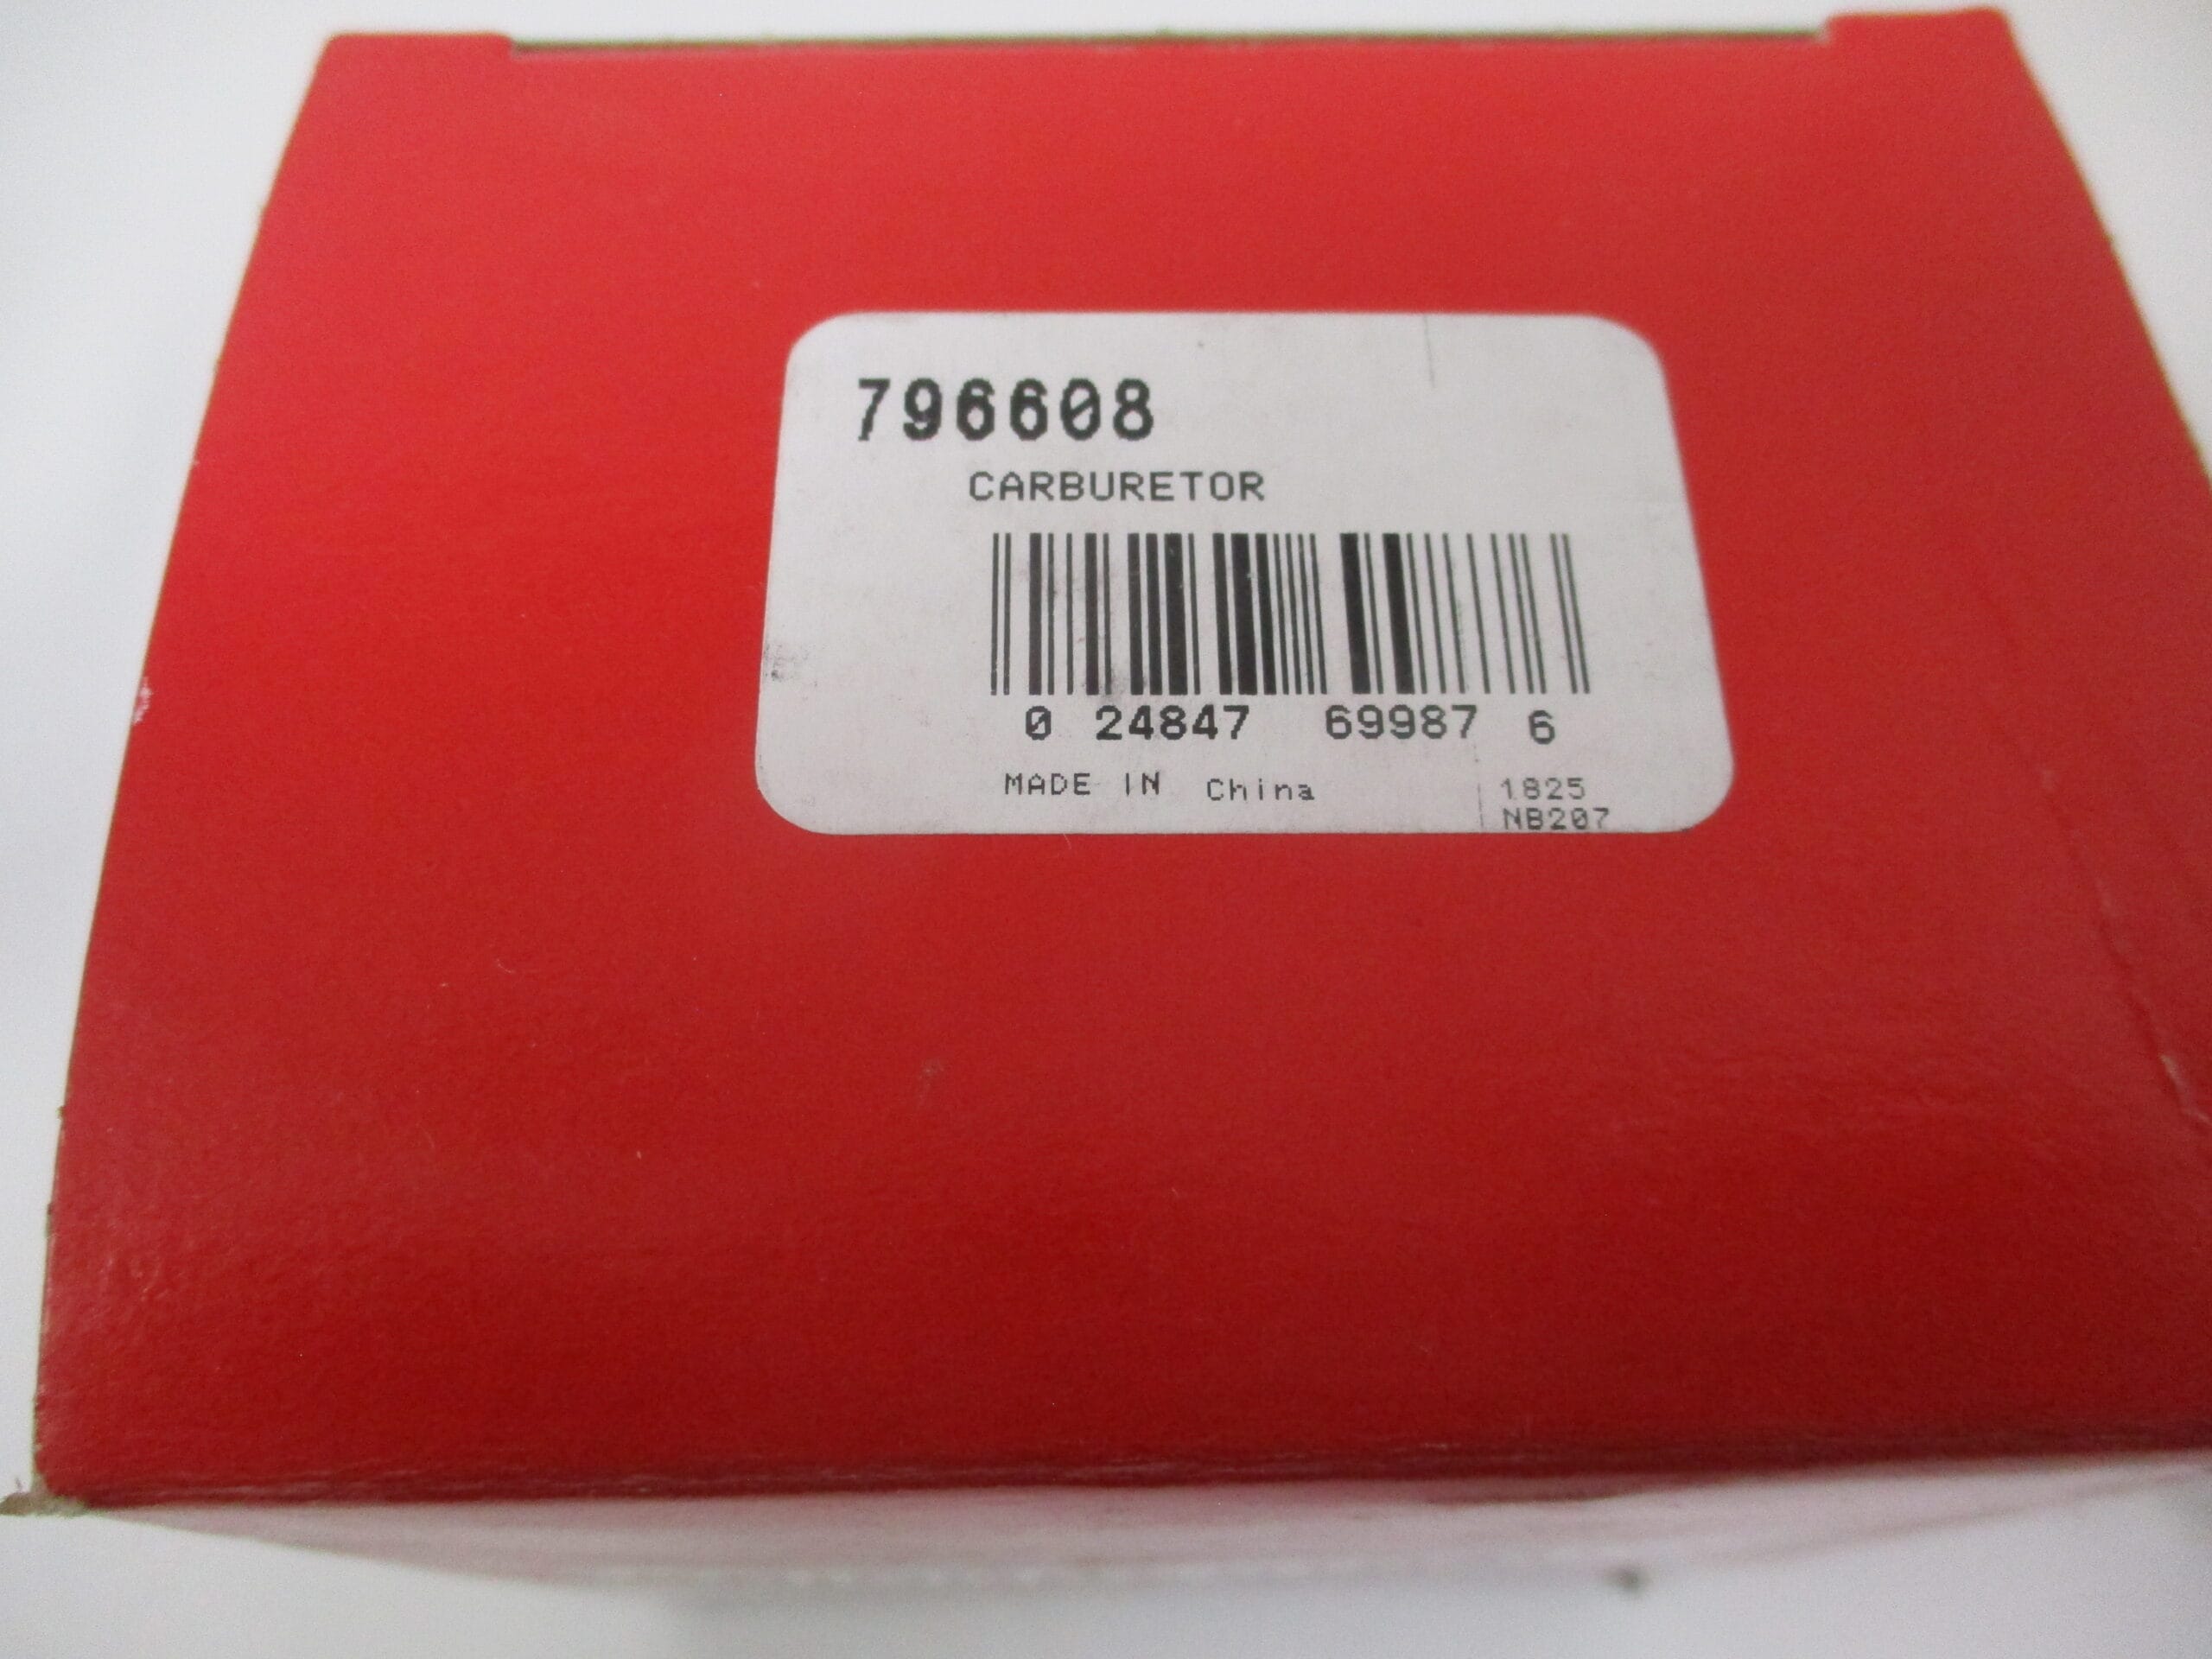 796608
CARBURETOR
0 24847 69987 6
MADE IN China 1825
NB207